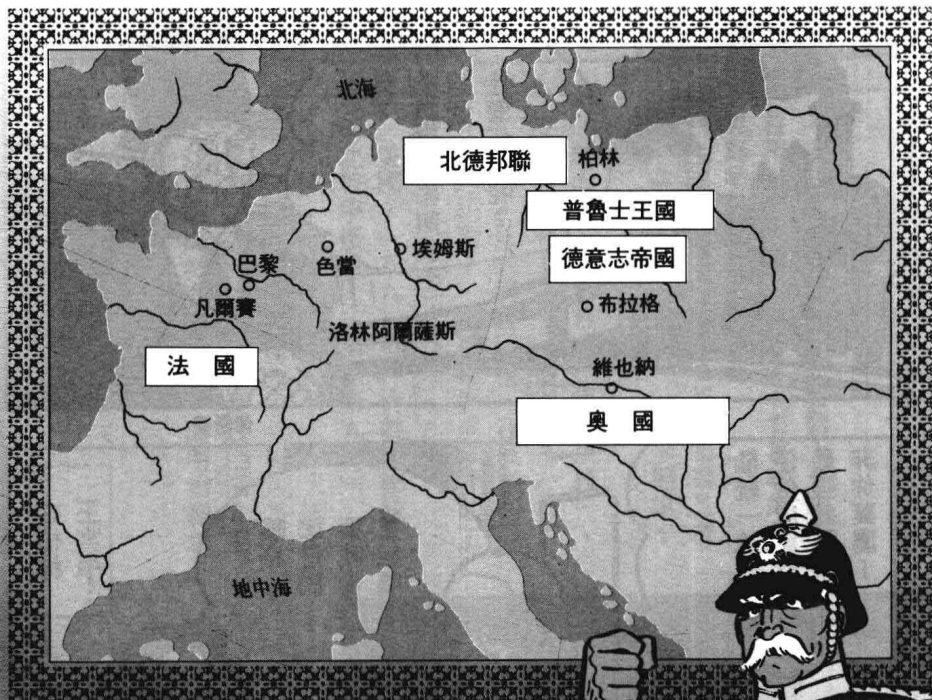 北海
北德邦聯
柏林
普魯士王國
埃姆斯
德意志帝國
色當
巴黎
凡爾賽
布拉格
洛林阿爾薩斯
法國
維也納
奧國
地中海